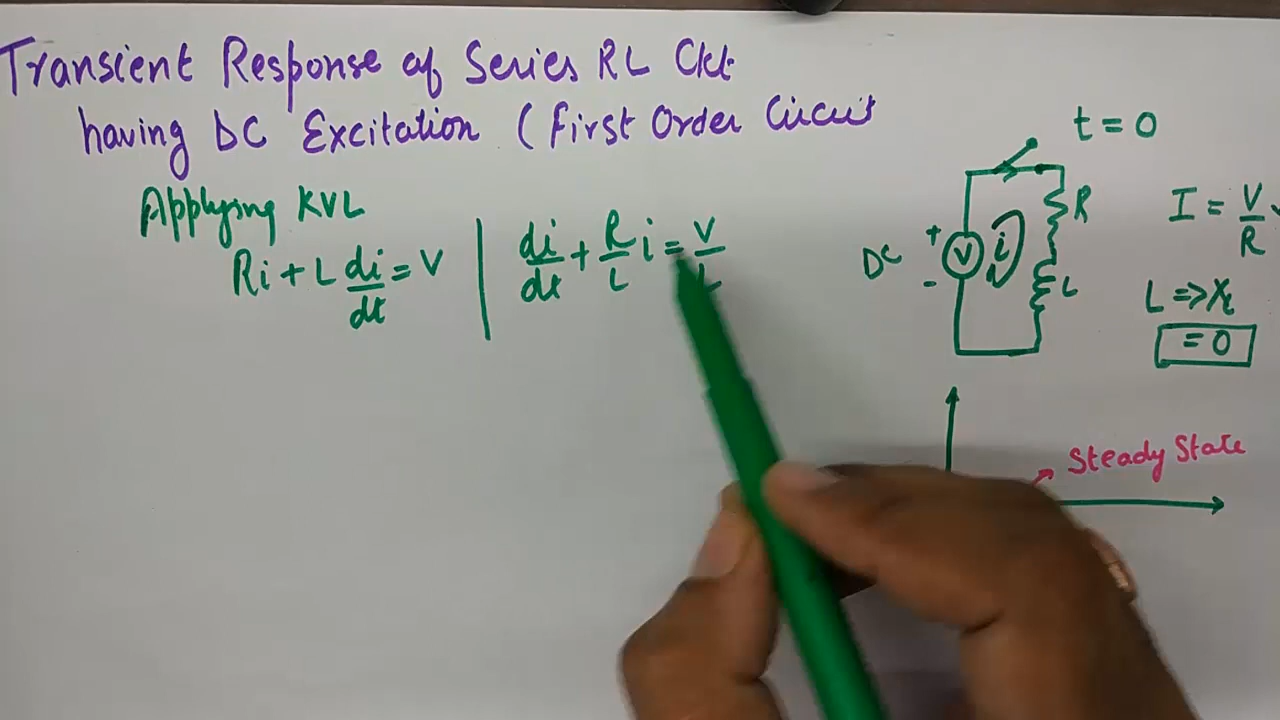 Transient Response of Series RL Ckt
having DC Excitation (First Order Circuit
Applying KVL
Ri + L di/dt = V
di/dt + R/L i = V/L
t = 0
R
DC
+
V
-
i
L
I = V/R
L => XL
= 0
Steady State